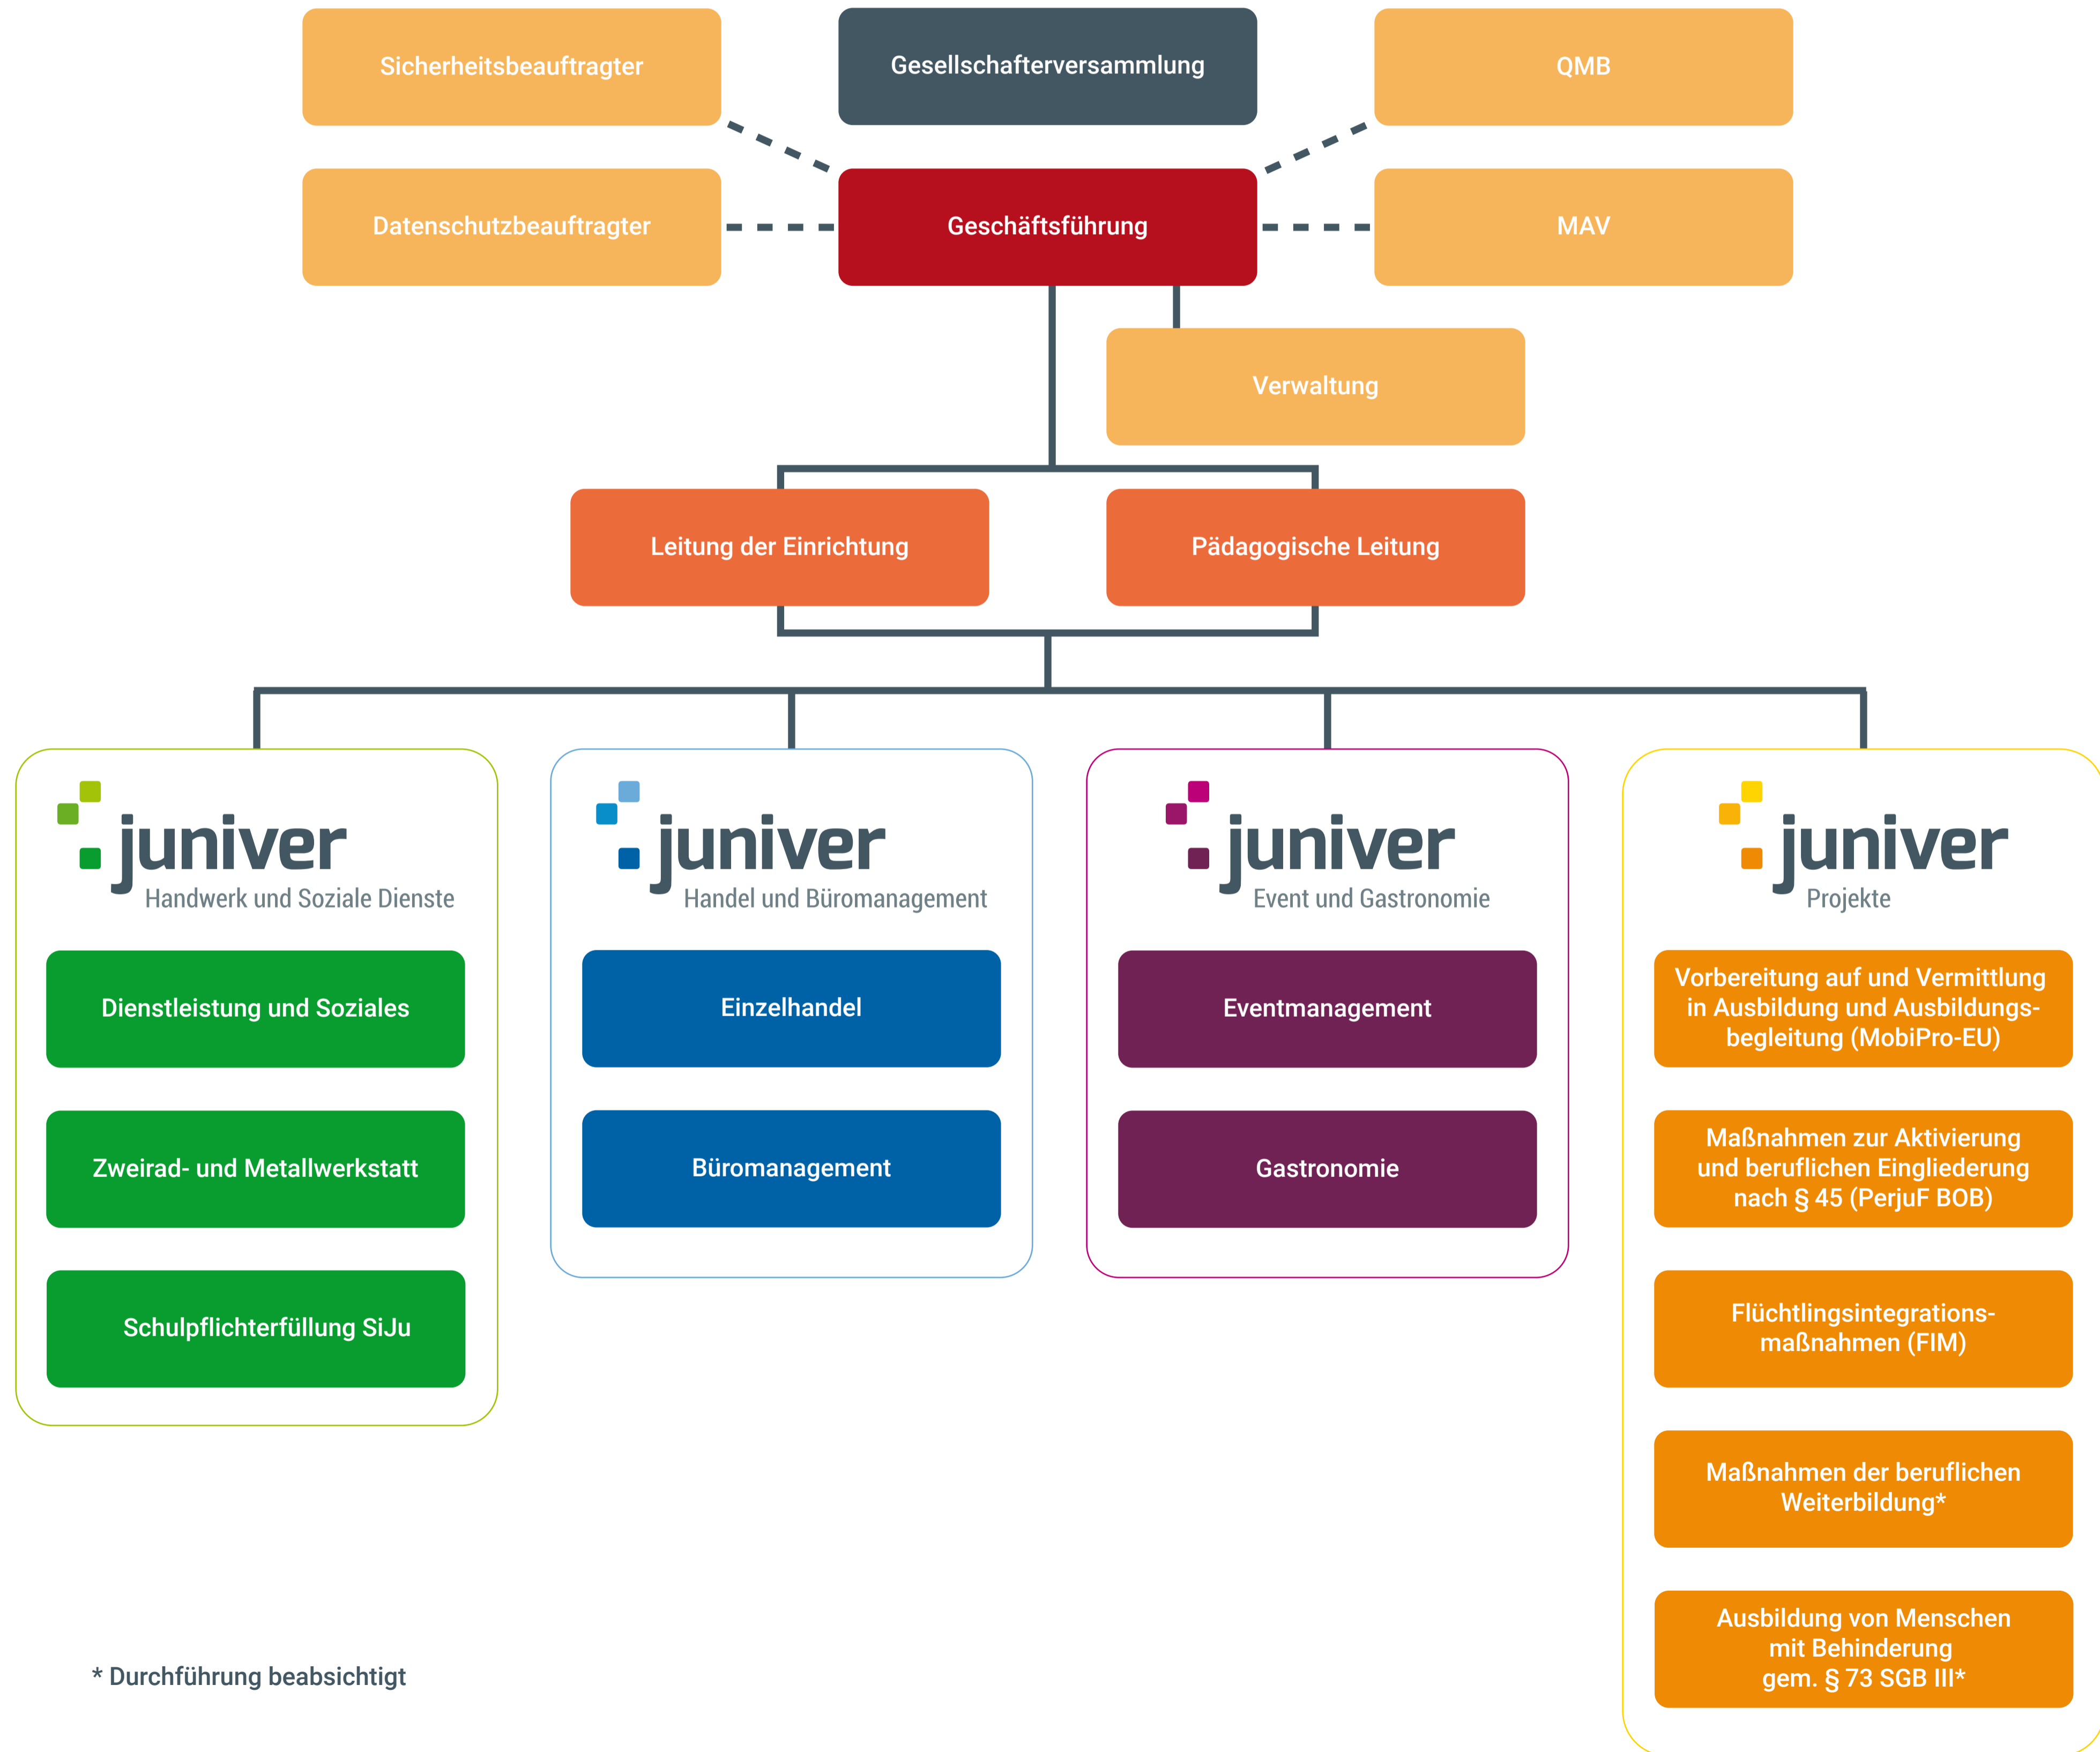 Sicherheitsbeauftragter
Gesellschafterversammlung
QMB
Datenschutzbeauftragter
Geschäftsführung
MAV
Verwaltung
Leitung der Einrichtung
Pädagogische Leitung
juniver
Handwerk und Soziale Dienste
Dienstleistung und Soziales
Zweirad- und Metallwerkstatt
Schulpflichterfüllung SiJu
juniver
Handel und Büromanagement
Einzelhandel
Büromanagement
juniver
Event und Gastronomie
Eventmanagement
Gastronomie
juniver
Projekte
Vorbereitung auf und Vermittlung
in Ausbildung und Ausbildungs-
begleitung (MobiPro-EU)
Maßnahmen zur Aktivierung
und beruflichen Eingliederung
nach § 45 (PerjuF BOB)
Flüchtlingsintegrations-
maßnahmen (FIM)
Maßnahmen der beruflichen
Weiterbildung*
Ausbildung von Menschen
mit Behinderung
gem. § 73 SGB III*
* Durchführung beabsichtigt